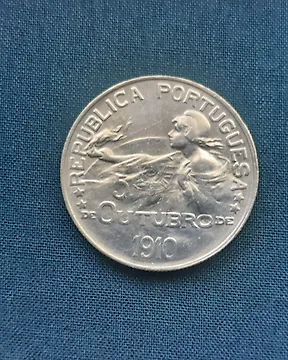 REPUBLICA PORTUGUESA
5
DE OUTUBRO DE
1910